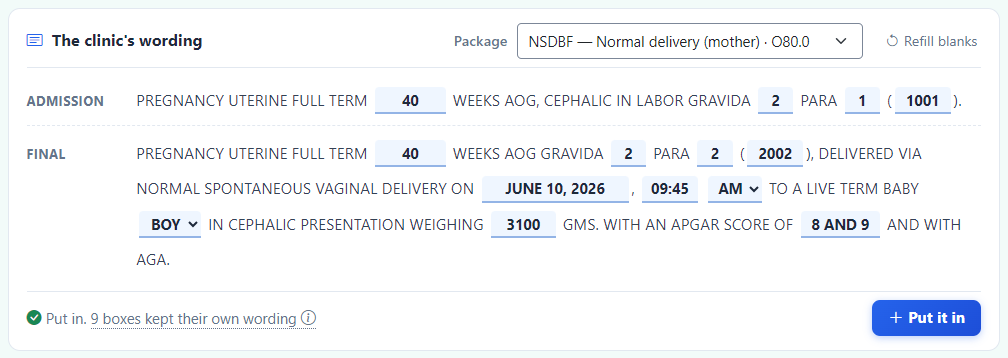 The clinic's wording Package NSDBF — Normal delivery (mother) · O80.0 Refill blanks
ADMISSION PREGNANCY UTERINE FULL TERM 40 WEEKS AOG, CEPHALIC IN LABOR GRAVIDA 2 PARA 1 ( 1001 ).
FINAL PREGNANCY UTERINE FULL TERM 40 WEEKS AOG GRAVIDA 2 PARA 2 ( 2002 ), DELIVERED VIA
NORMAL SPONTANEOUS VAGINAL DELIVERY ON JUNE 10, 2026 , 09:45 AM TO A LIVE TERM BABY
BOY IN CEPHALIC PRESENTATION WEIGHING 3100 GMS. WITH AN APGAR SCORE OF 8 AND 9 AND WITH
AGA.
Put in. 9 boxes kept their own wording + Put it in